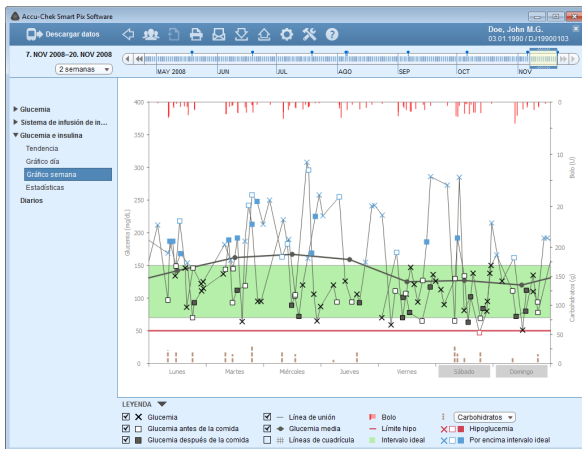 Accu-Chek Smart Pix Software
Descargar datos
Doe, John M.G.
03.01.1990 / DJ19900103
7. NOV 2008–20. NOV 2008
2 semanas
MAY 2008 JUN JUL AGO SEP OCT NOV
Glucemia
Sistema de infusión de in...
Glucemia e insulina
Tendencia
Gráfico día
Gráfico semana
Estadísticas
Diarios
Glucemia (mg/dL)
400
350
300
250
200
150
100
50
0
Bolo (U)
0
10
20
Carbohidratos (g)
200
150
100
50
0
Lunes Martes Miércoles Jueves Viernes Sábado Domingo
LEYENDA
Glucemia Línea de unión Bolo Carbohidratos
Glucemia antes de la comida Glucemia media Límite hipo Hipoglucemia
Glucemia después de la comida Líneas de cuadrícula Intervalo ideal Por encima intervalo ideal